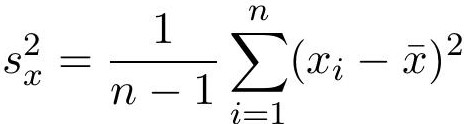 $s_x^2 = \frac{1}{n-1} \sum_{i=1}^{n} (x_i - \bar{x})^2$